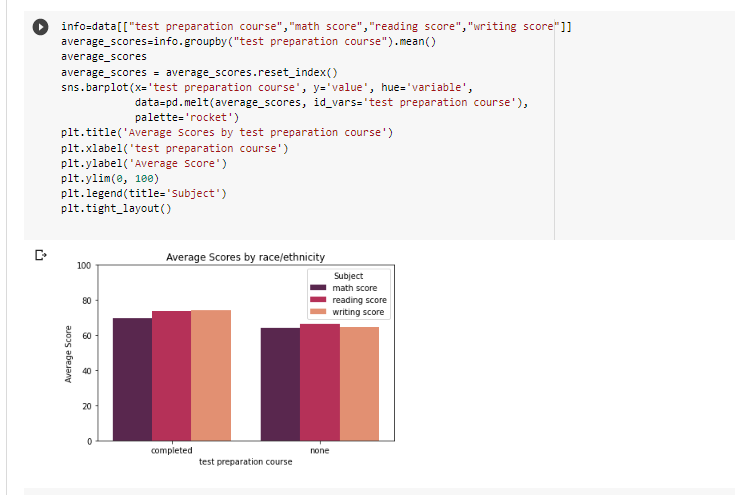 info=data[["test preparation course","math score","reading score","writing score"]]
average_scores=info.groupby("test preparation course").mean()
average_scores
average_scores = average_scores.reset_index()
sns.barplot(x='test preparation course', y='value', hue='variable',
            data=pd.melt(average_scores, id_vars='test preparation course'),
            palette='rocket')
plt.title('Average Scores by test preparation course')
plt.xlabel('test preparation course')
plt.ylabel('Average Score')
plt.ylim(0, 100)
plt.legend(title='Subject')
plt.tight_layout()
Average Scores by race/ethnicity
100
80
60
40
20
0
Average Score
Subject
math score
reading score
writing score
completed
none
test preparation course